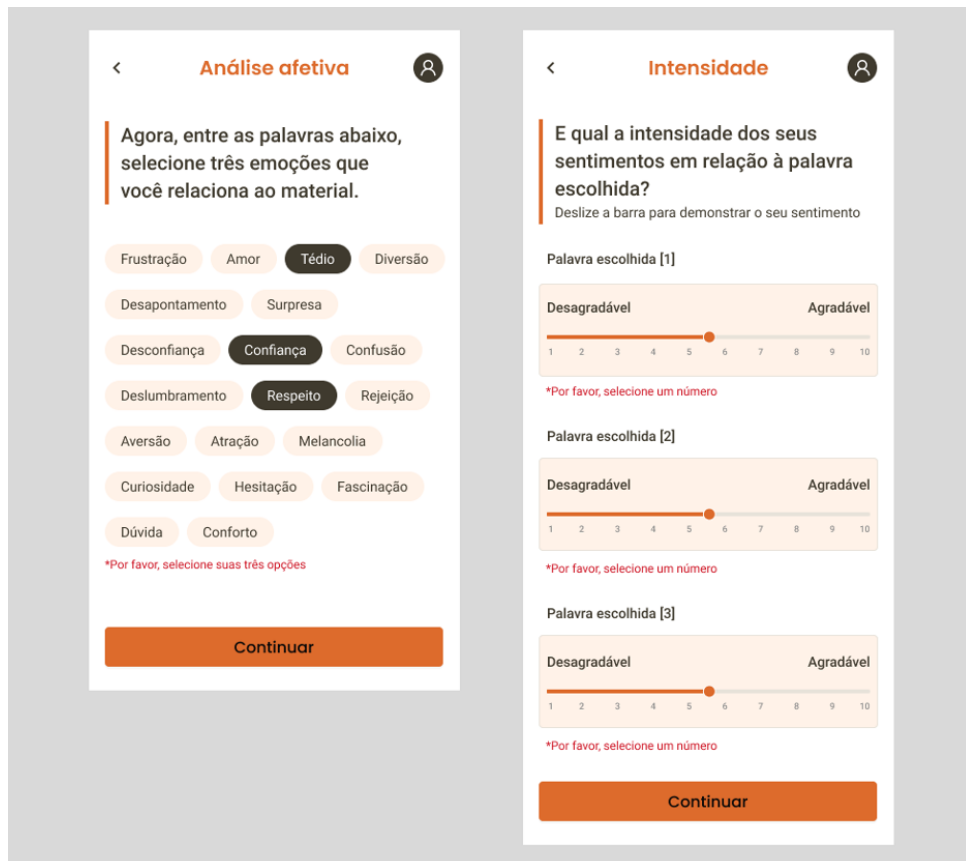 Análise afetiva
Agora, entre as palavras abaixo,
selecione três emoções que
você relaciona ao material.
Frustração Amor Tédio Diversão
Desapontamento Surpresa
Desconfiança Confiança Confusão
Deslumbramento Respeito Rejeição
Aversão Atração Melancolia
Curiosidade Hesitação Fascinação
Dúvida Conforto
*Por favor, selecione suas três opções
Continuar
Intensidade
E qual a intensidade dos seus
sentimentos em relação à palavra
escolhida?
Deslize a barra para demonstrar o seu sentimento
Palavra escolhida [1]
Desagradável Agradável
1 2 3 4 5 6 7 8 9 10
*Por favor, selecione um número
Palavra escolhida [2]
Desagradável Agradável
1 2 3 4 5 6 7 8 9 10
*Por favor, selecione um número
Palavra escolhida [3]
Desagradável Agradável
1 2 3 4 5 6 7 8 9 10
*Por favor, selecione um número
Continuar